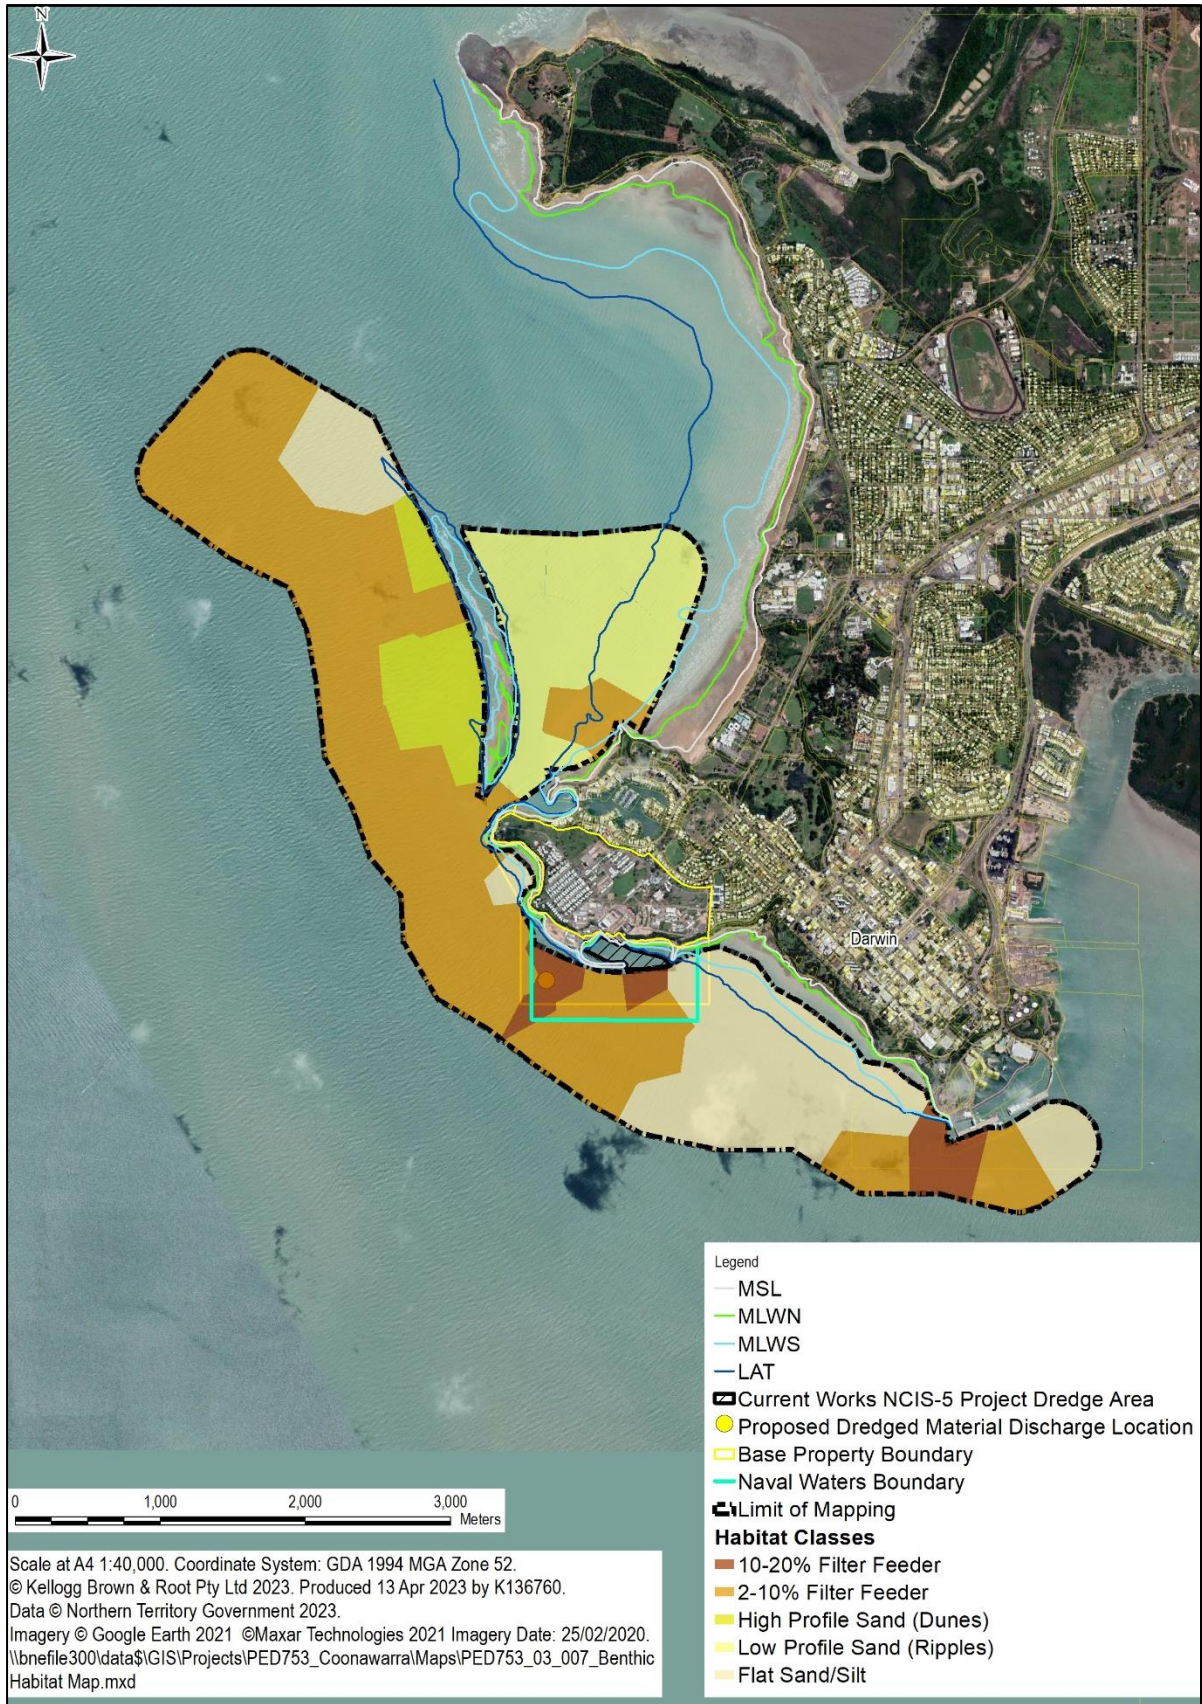 N
Darwin
Legend
MSL
MLWN
MLWS
LAT
Current Works NCIS-5 Project Dredge Area
Proposed Dredged Material Discharge Location
Base Property Boundary
Naval Waters Boundary
Limit of Mapping
Habitat Classes
10-20% Filter Feeder
2-10% Filter Feeder
High Profile Sand (Dunes)
Low Profile Sand (Ripples)
Flat Sand/Silt
0 1,000 2,000 3,000
Meters
Scale at A4 1:40,000. Coordinate System: GDA 1994 MGA Zone 52.
© Kellogg Brown & Root Pty Ltd 2023. Produced 13 Apr 2023 by K136760.
Data © Northern Territory Government 2023.
Imagery © Google Earth 2021 ©Maxar Technologies 2021 Imagery Date: 25/02/2020.
\\bnefile300\data$\GIS\Projects\PED753_Coonawarra\Maps\PED753_03_007_Benthic
Habitat Map.mxd